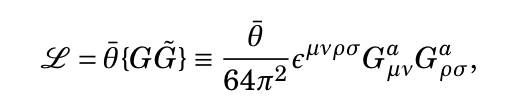 ℒ = θ̄{GG̃} ≡ θ̄/64π² ϵ^{μνρσ}G^a_{μν}G^a_{ρσ},